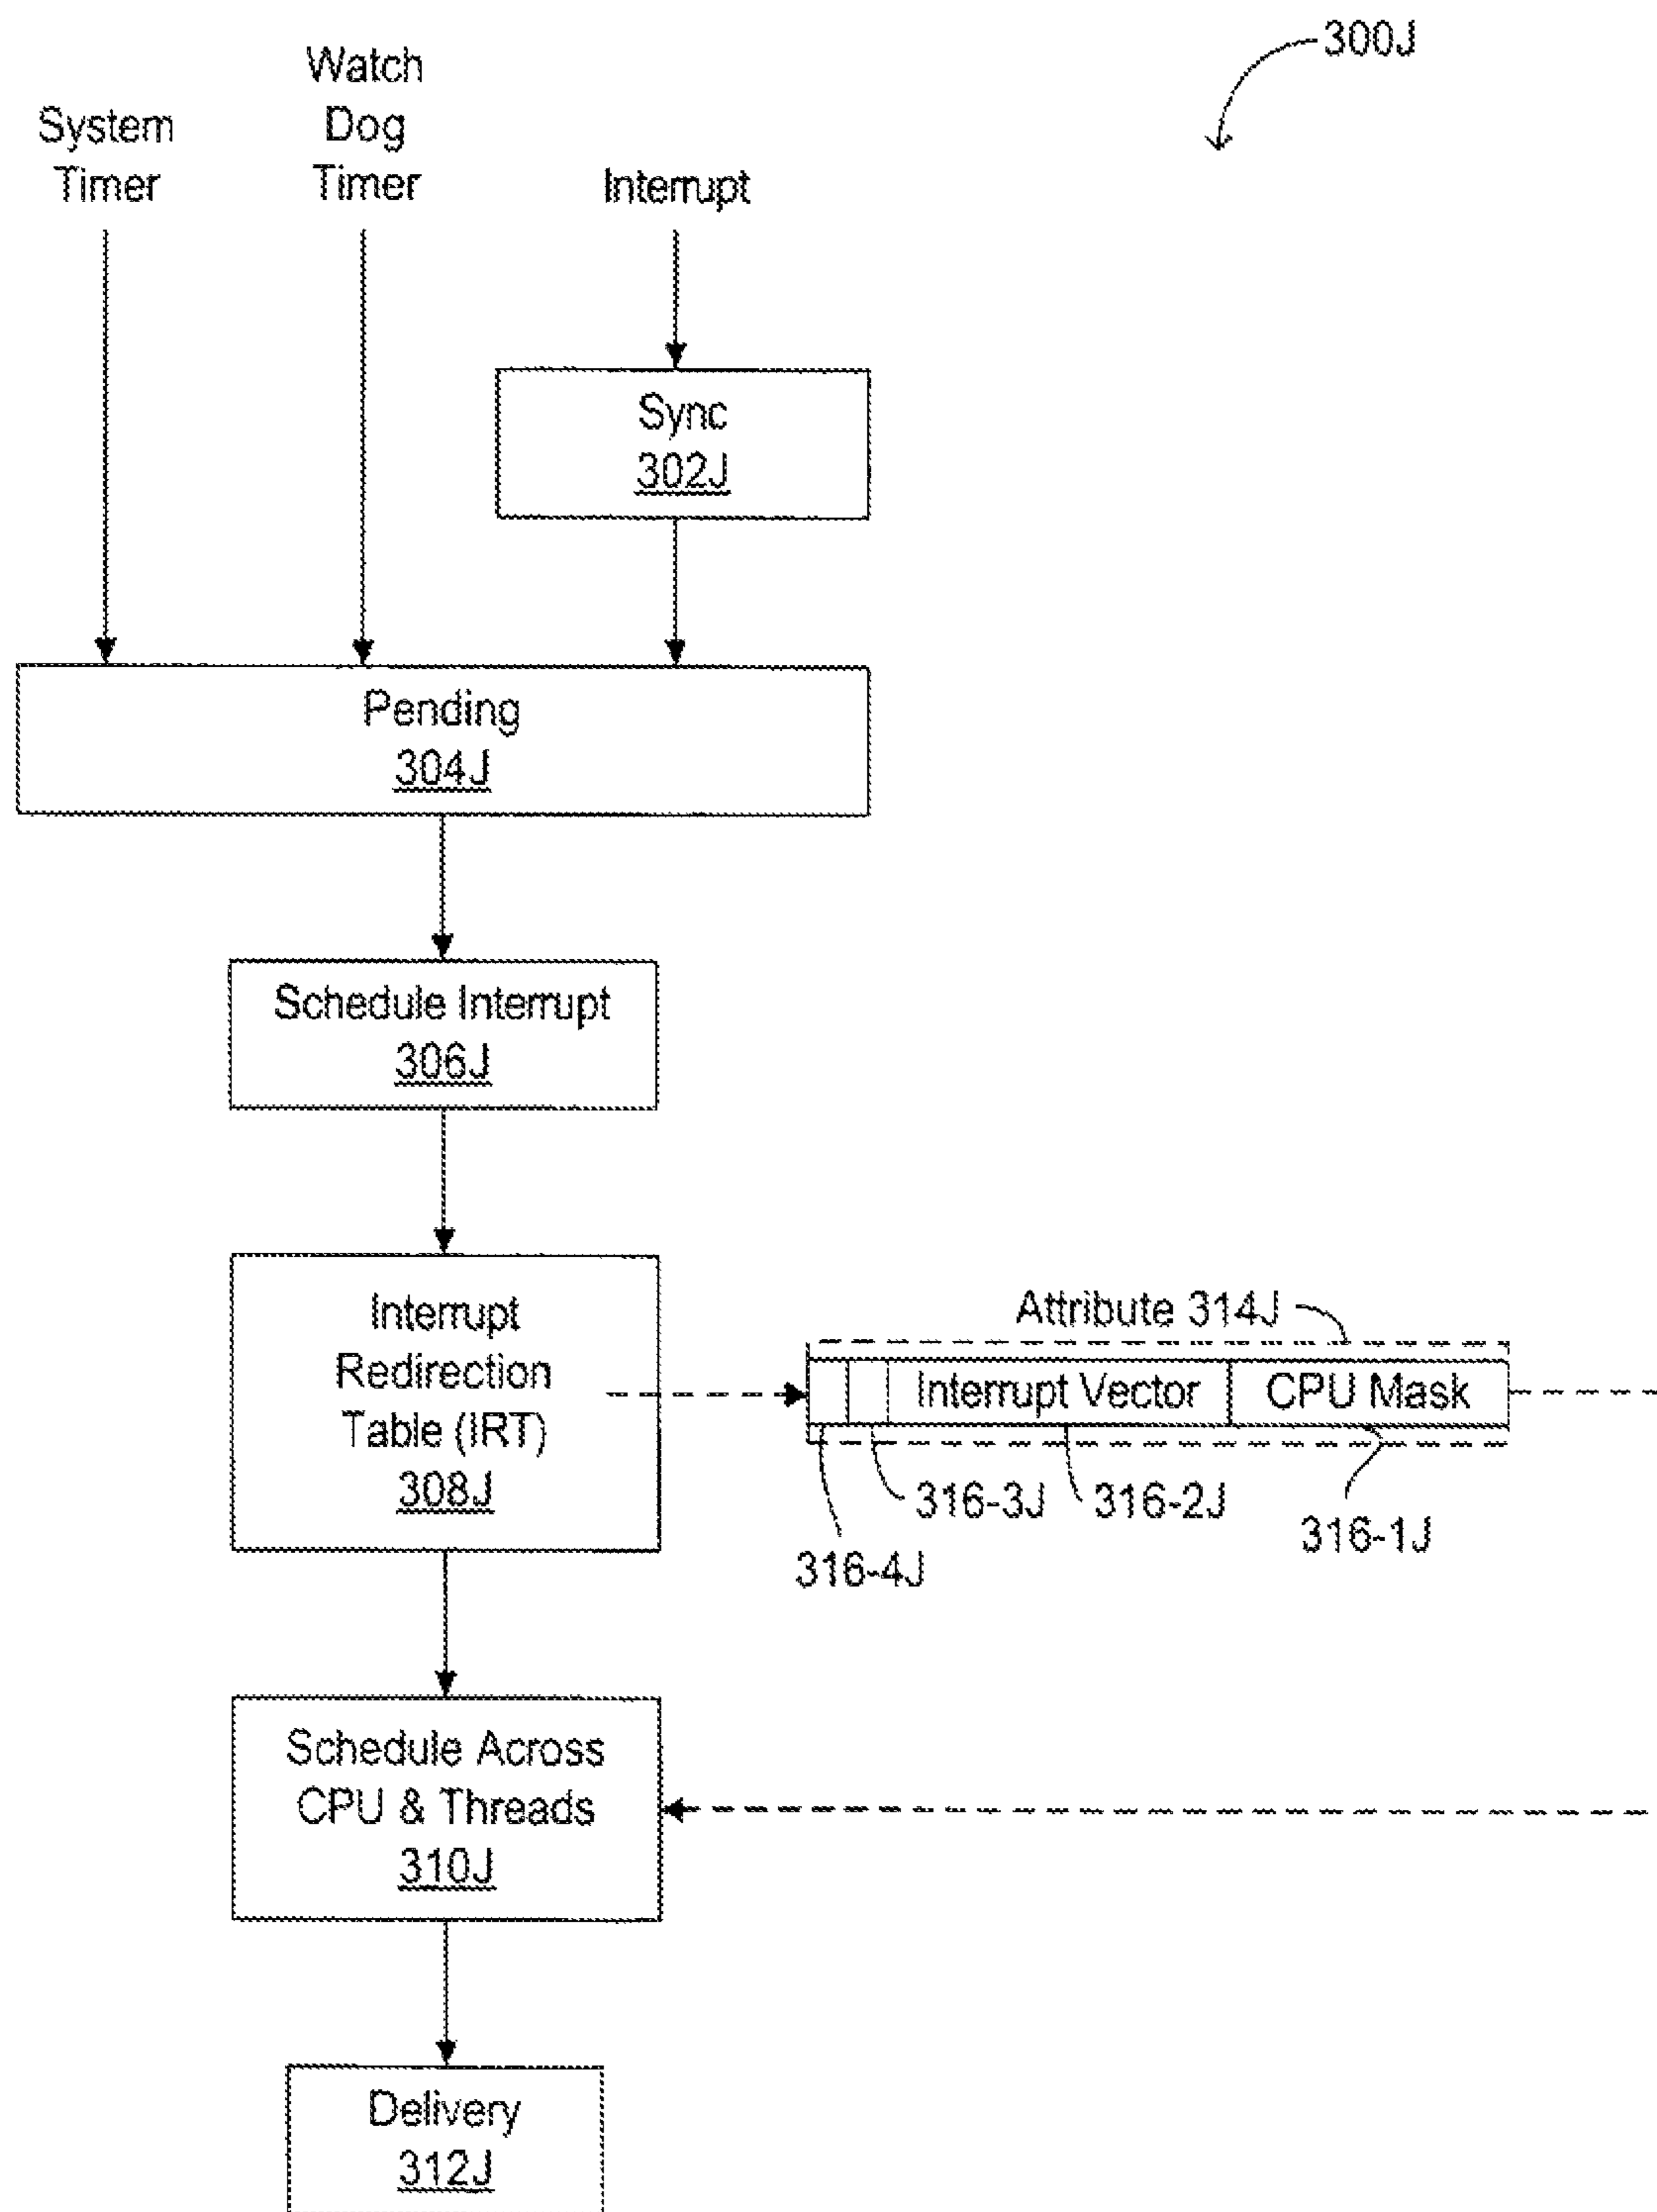 300J
System
Timer
Watch
Dog
Timer
Interrupt
Sync
302J
Pending
304J
Schedule Interrupt
306J
Interrupt
Redirection
Table (IRT)
308J
Attribute 314J
Interrupt Vector
CPU Mask
316-4J
316-3J
316-2J
316-1J
Schedule Across
CPU & Threads
310J
Delivery
312J